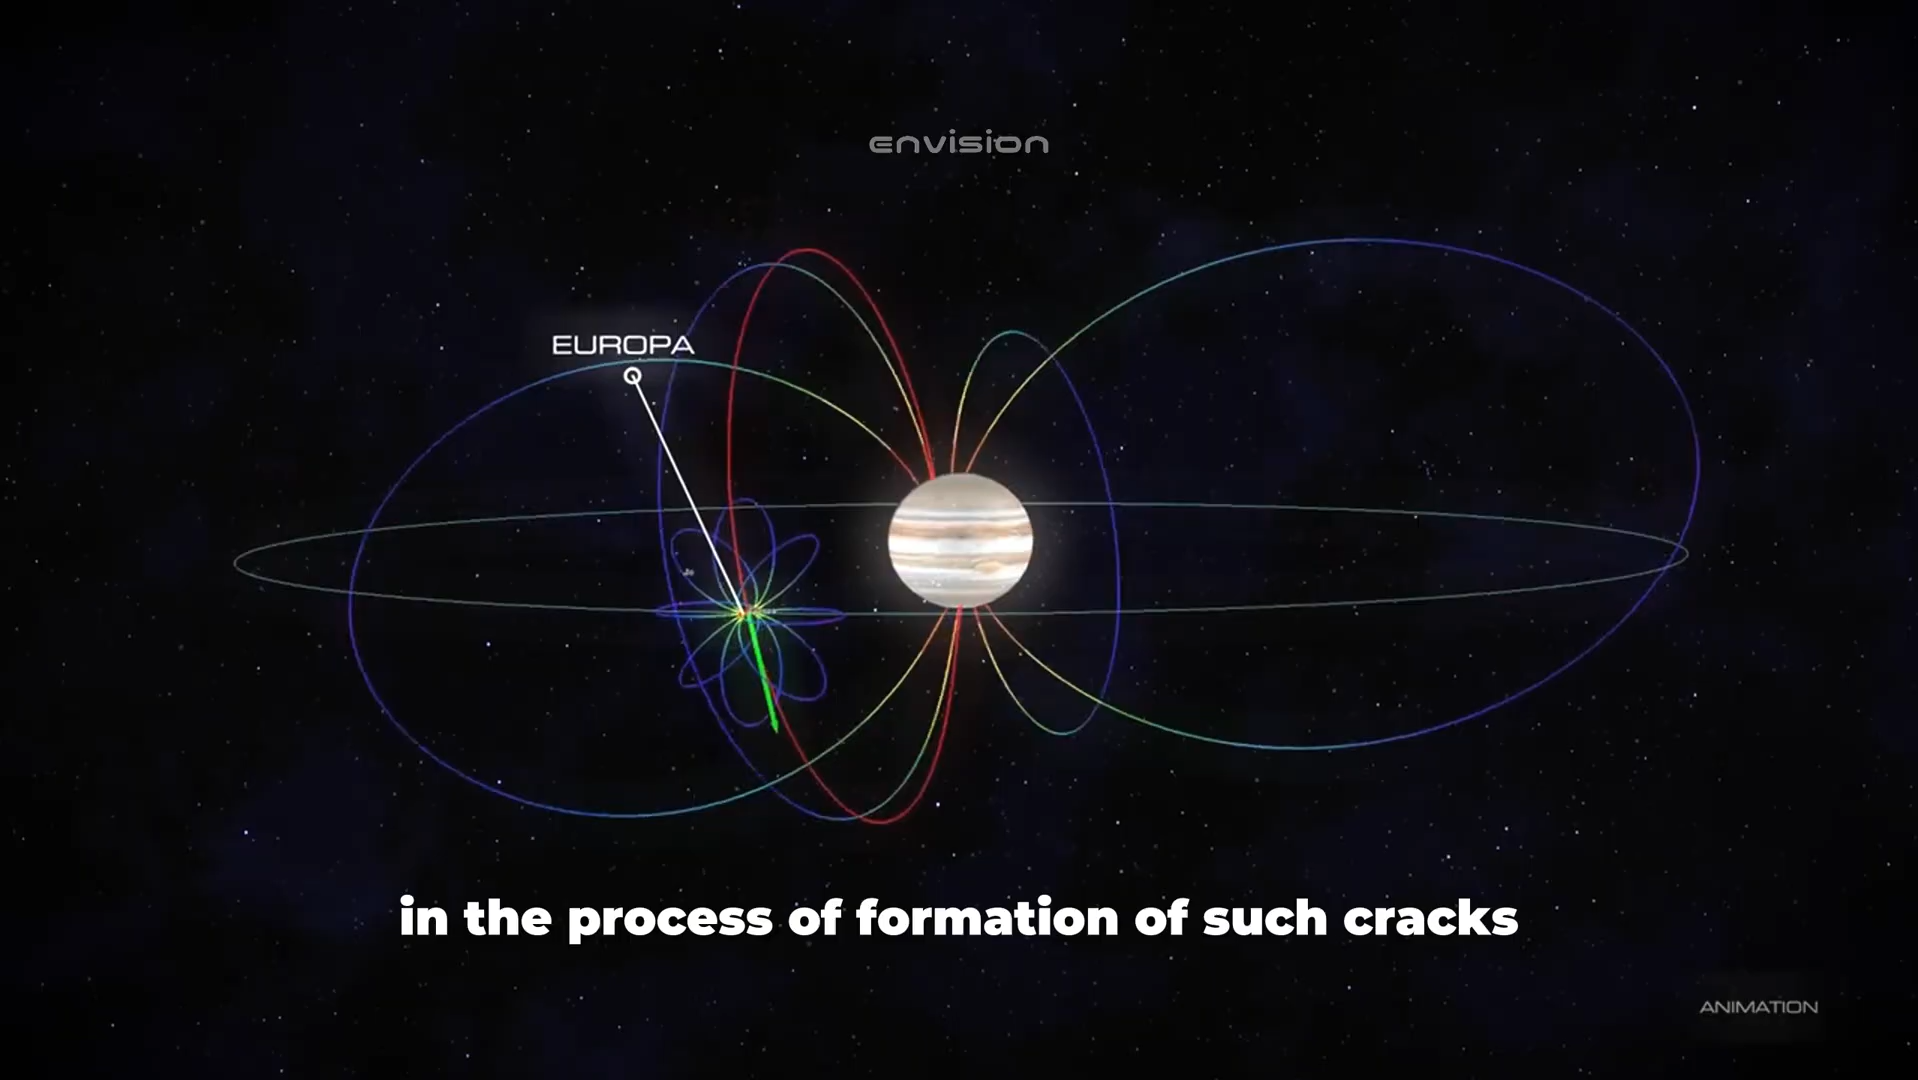 envision
EUROPA
in the process of formation of such cracks
ANIMATION